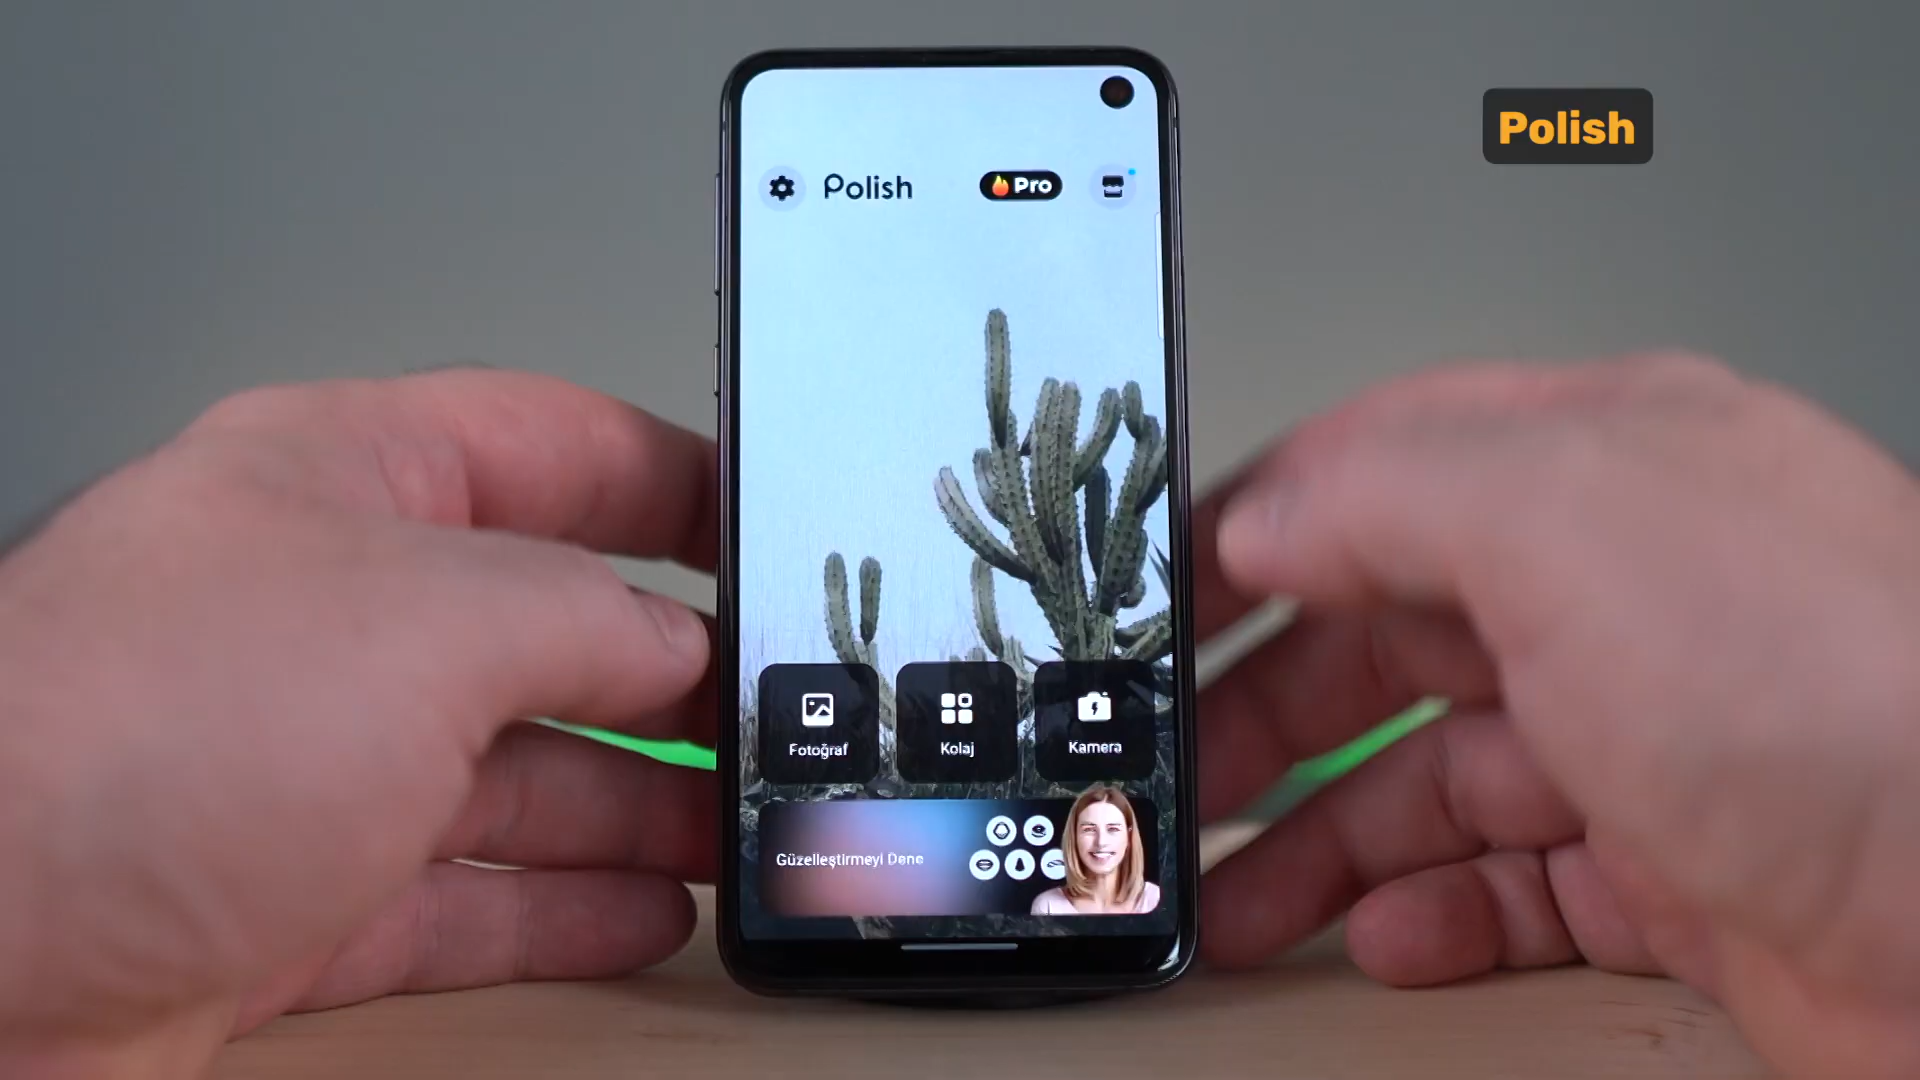 Polish
Polish
Pro
Fotoğraf
Kolaj
Kamera
Güzelleştirmeyi Dene